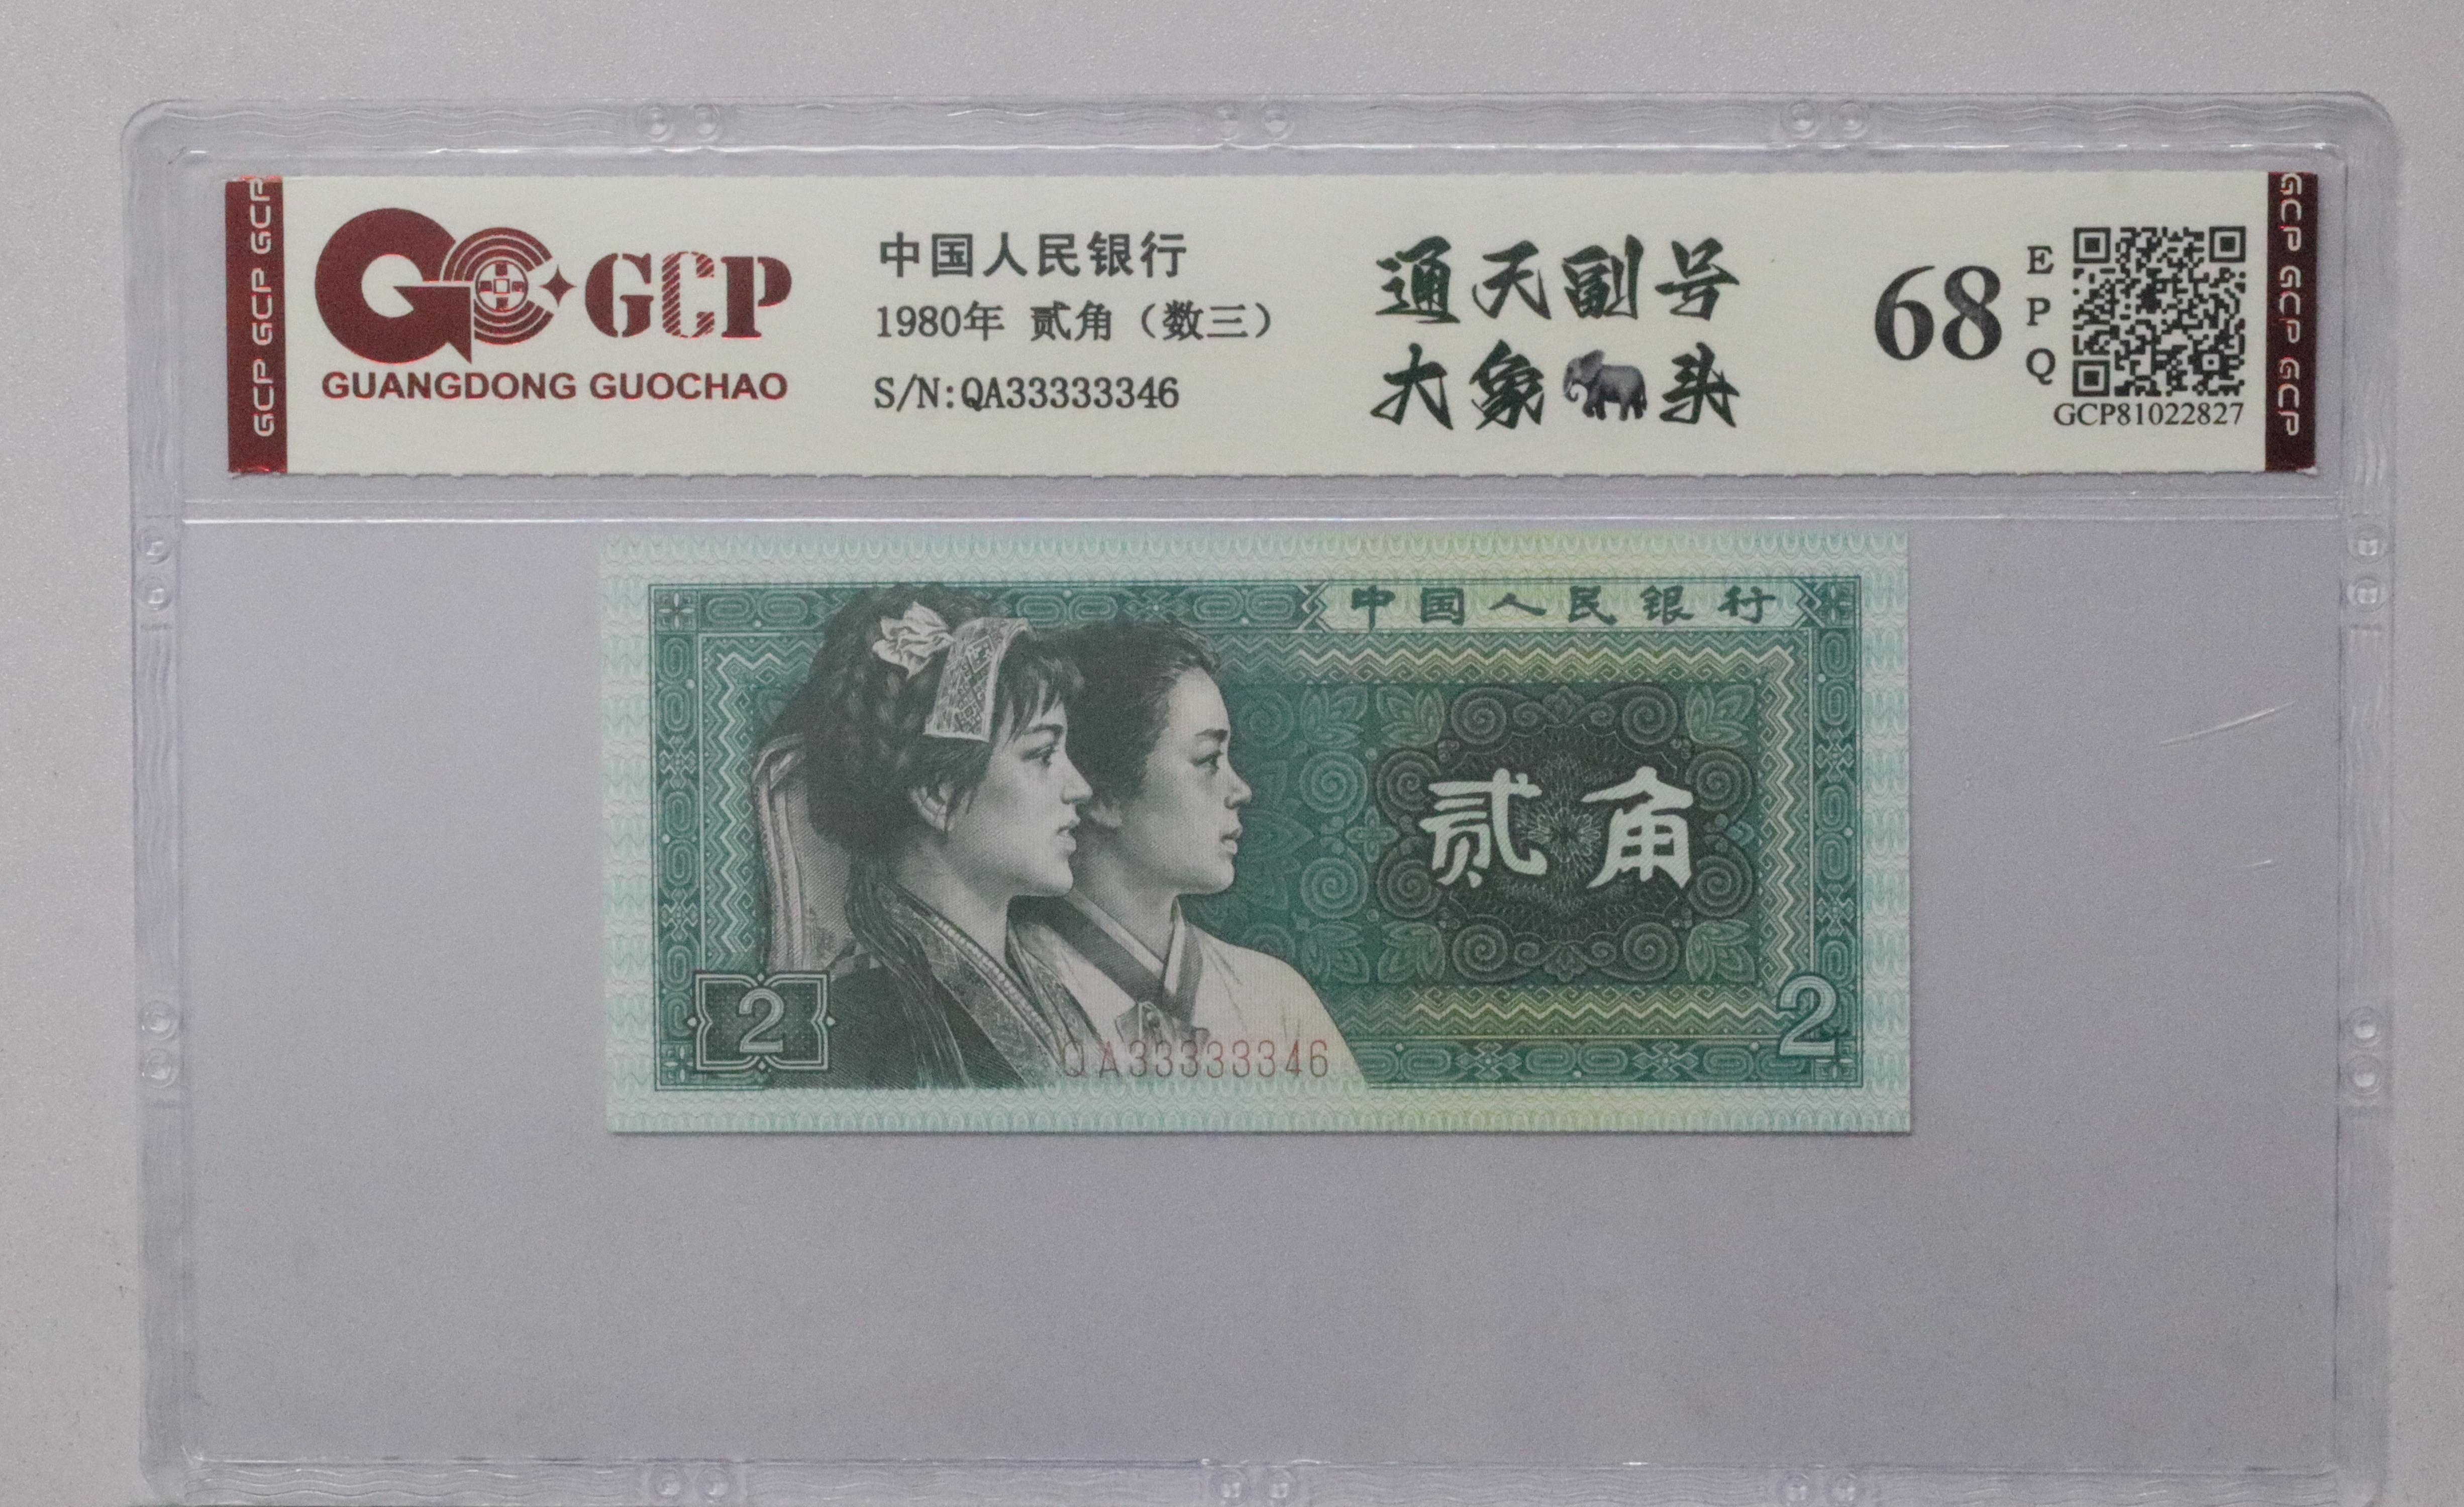 GCP GCP GCP
GCP
GUANGDONG GUOCHAO
中国人民银行
1980年 贰角（数三）
S/N:QA33333346
通天副号
大象头
68
EPQ
GCP81022827
GCP GCP GCP
中国人民银行
贰角
2
2
QA33333346